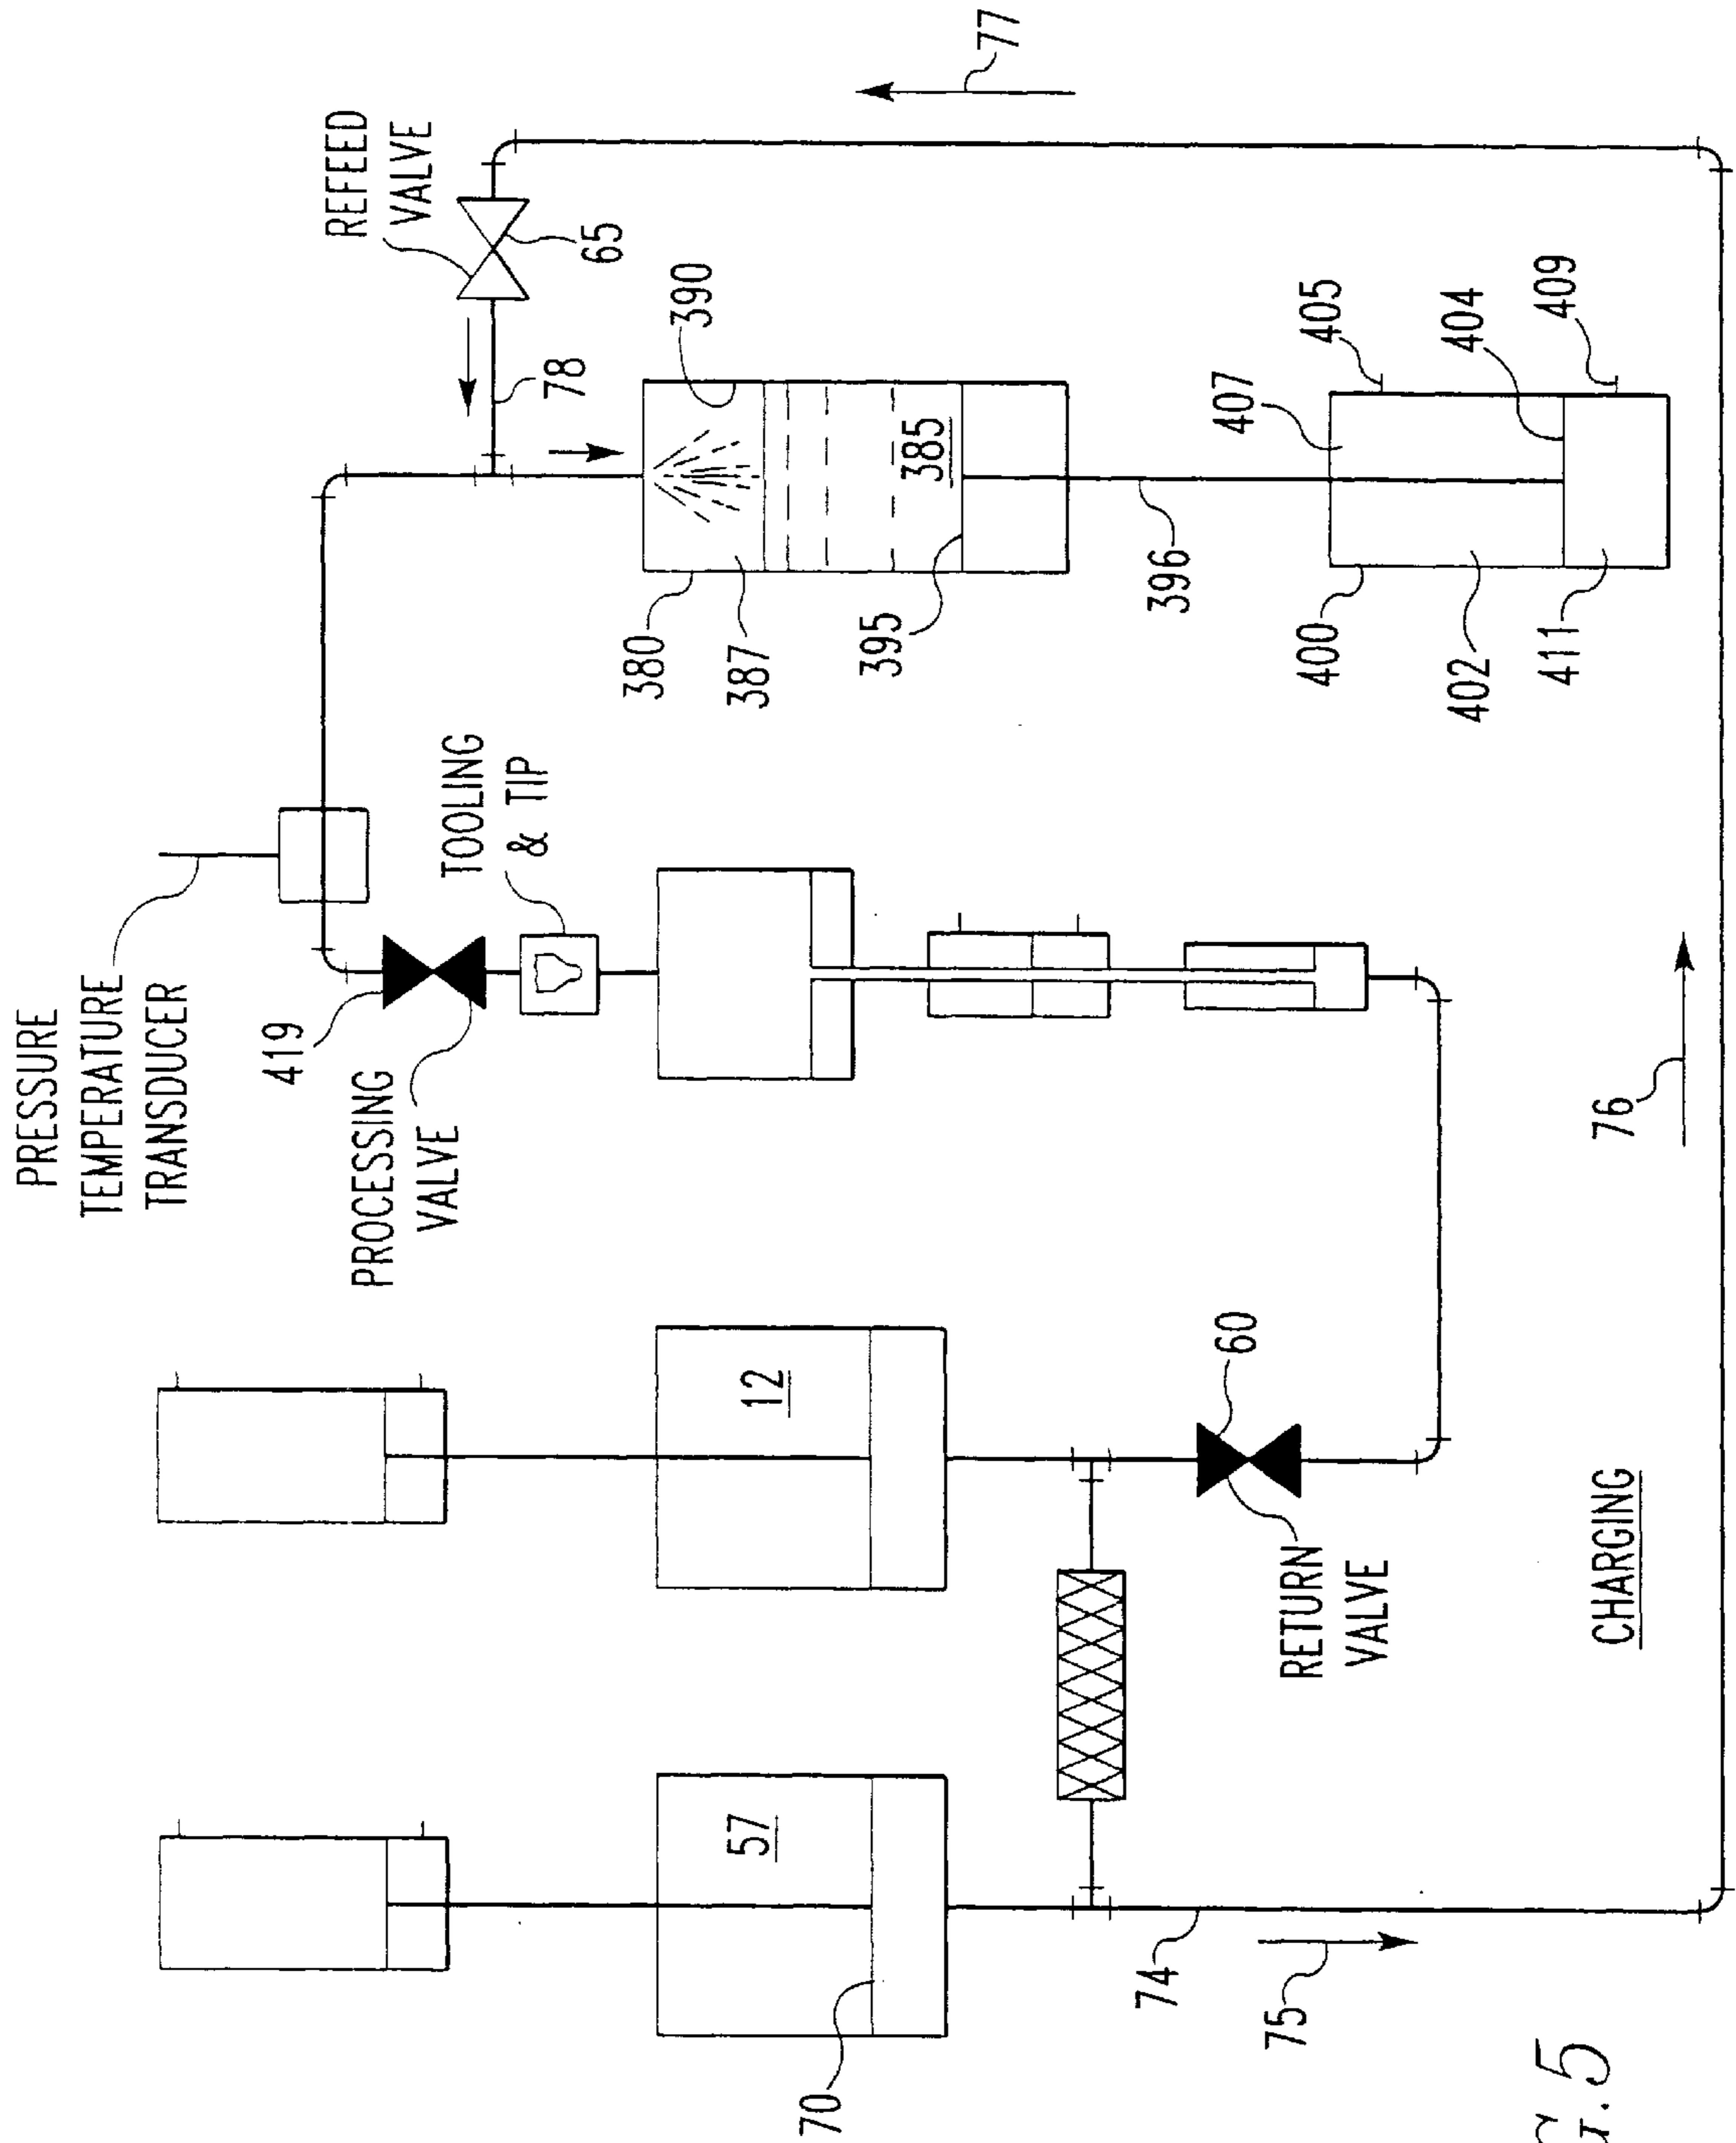 PRESSURE
TEMPERATURE
TRANSDUCER
REFEED
VALVE
65
77
78
419
PROCESSING
VALVE
TOOLING
& TIP
380
387
390
385
395
396
400
402
411
407
405
404
409
12
57
70
60
RETURN
VALVE
74
75
76
CHARGING
G.5